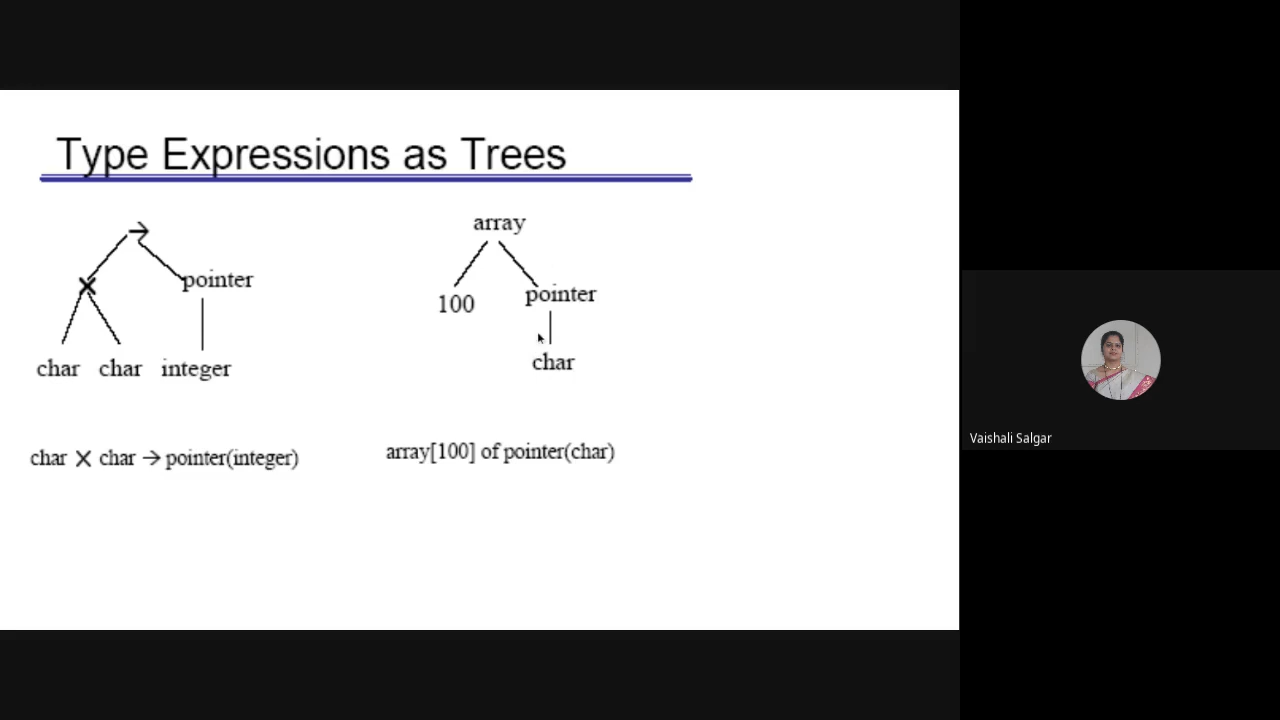 Type Expressions as Trees
→
× pointer
char char integer
char × char → pointer(integer)
array
100 pointer
char
array[100] of pointer(char)
Vaishali Salgar